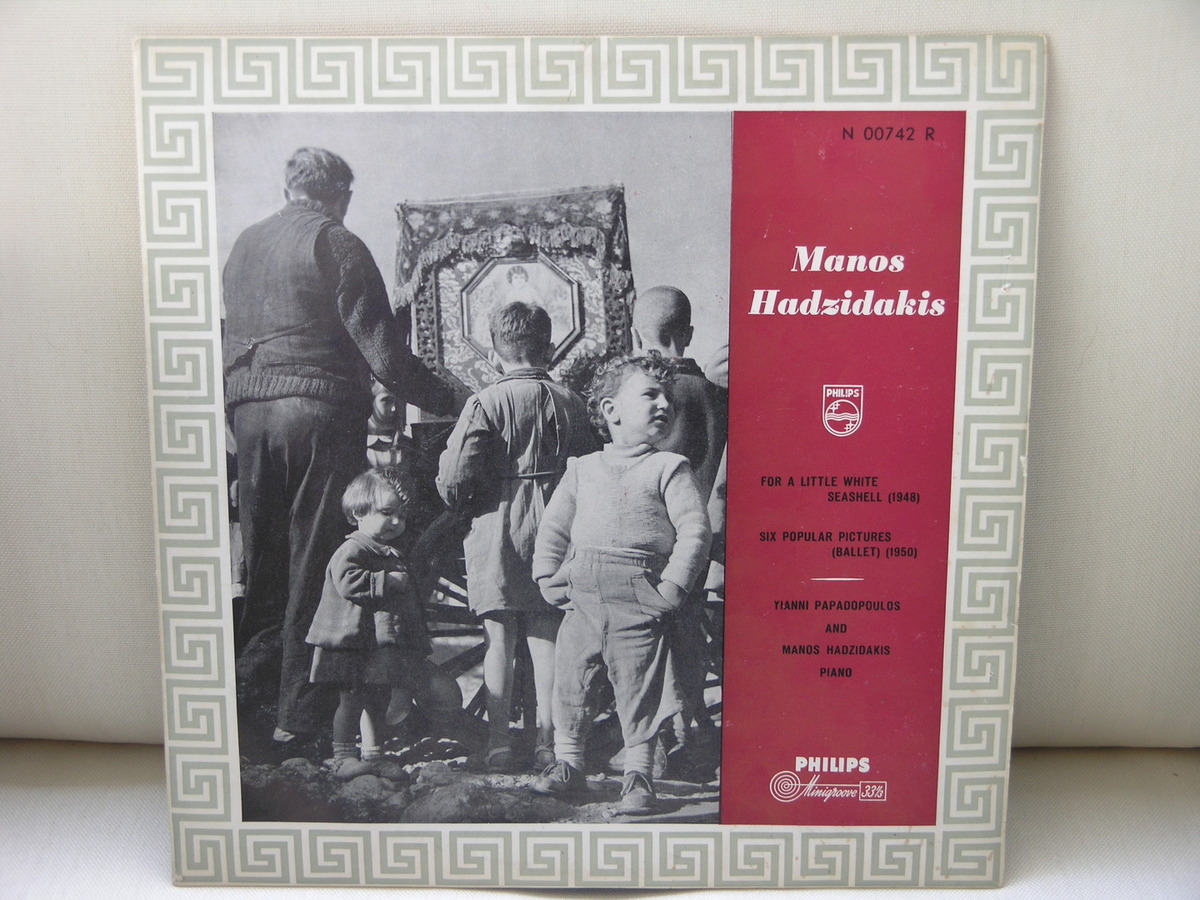 N 00742 R
Manos
Hadzidakis
PHILIPS
FOR A LITTLE WHITE
SEASHELL (1948)
SIX POPULAR PICTURES
(BALLET) (1950)
YIANNI PAPADOPOULOS
AND
MANOS HADZIDAKIS
PIANO
PHILIPS
Minigroove 33⅓